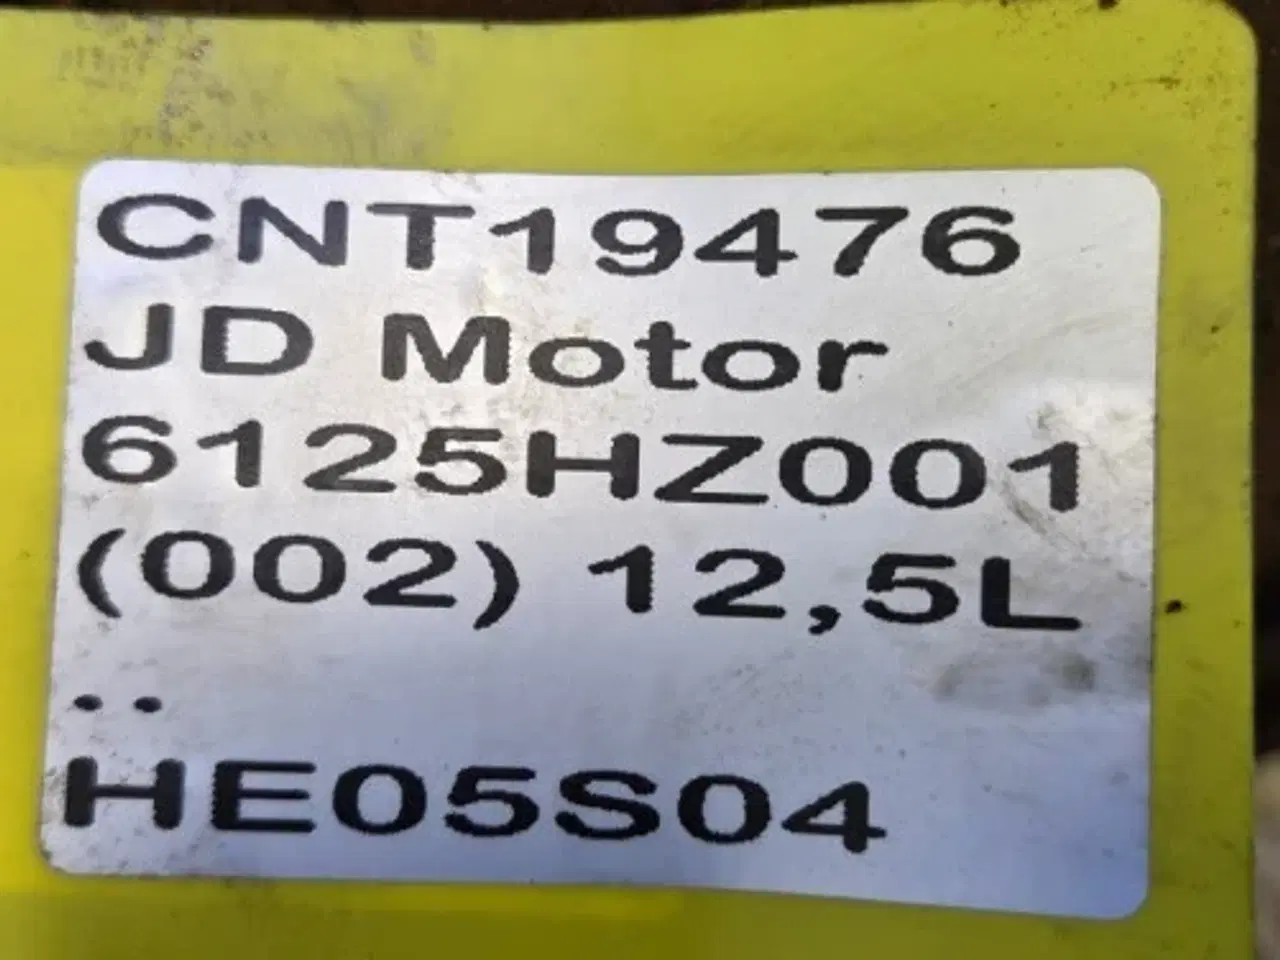 CNT19476
JD Motor
6125HZ001
(002) 12,5L
..
HE05S04